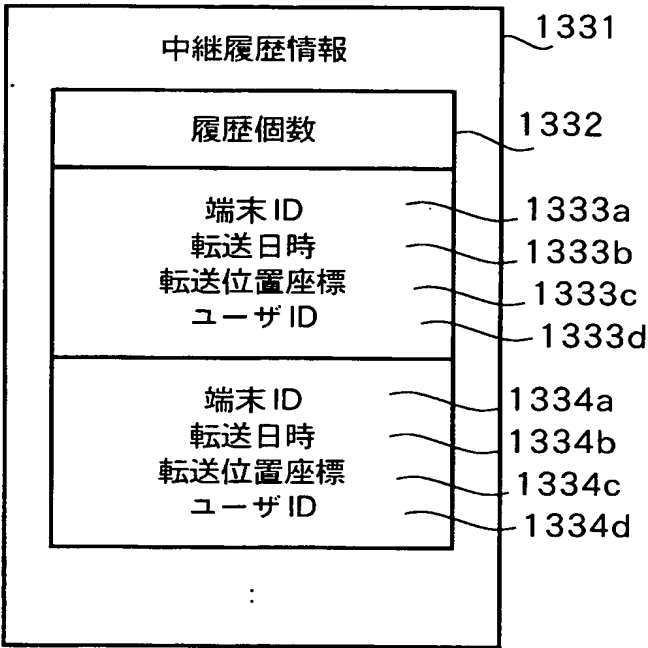 中継履歴情報 1331
履歴個数 1332
端末ID 1333a
転送日時 1333b
転送位置座標 1333c
ユーザID 1333d
端末ID 1334a
転送日時 1334b
転送位置座標 1334c
ユーザID 1334d
: